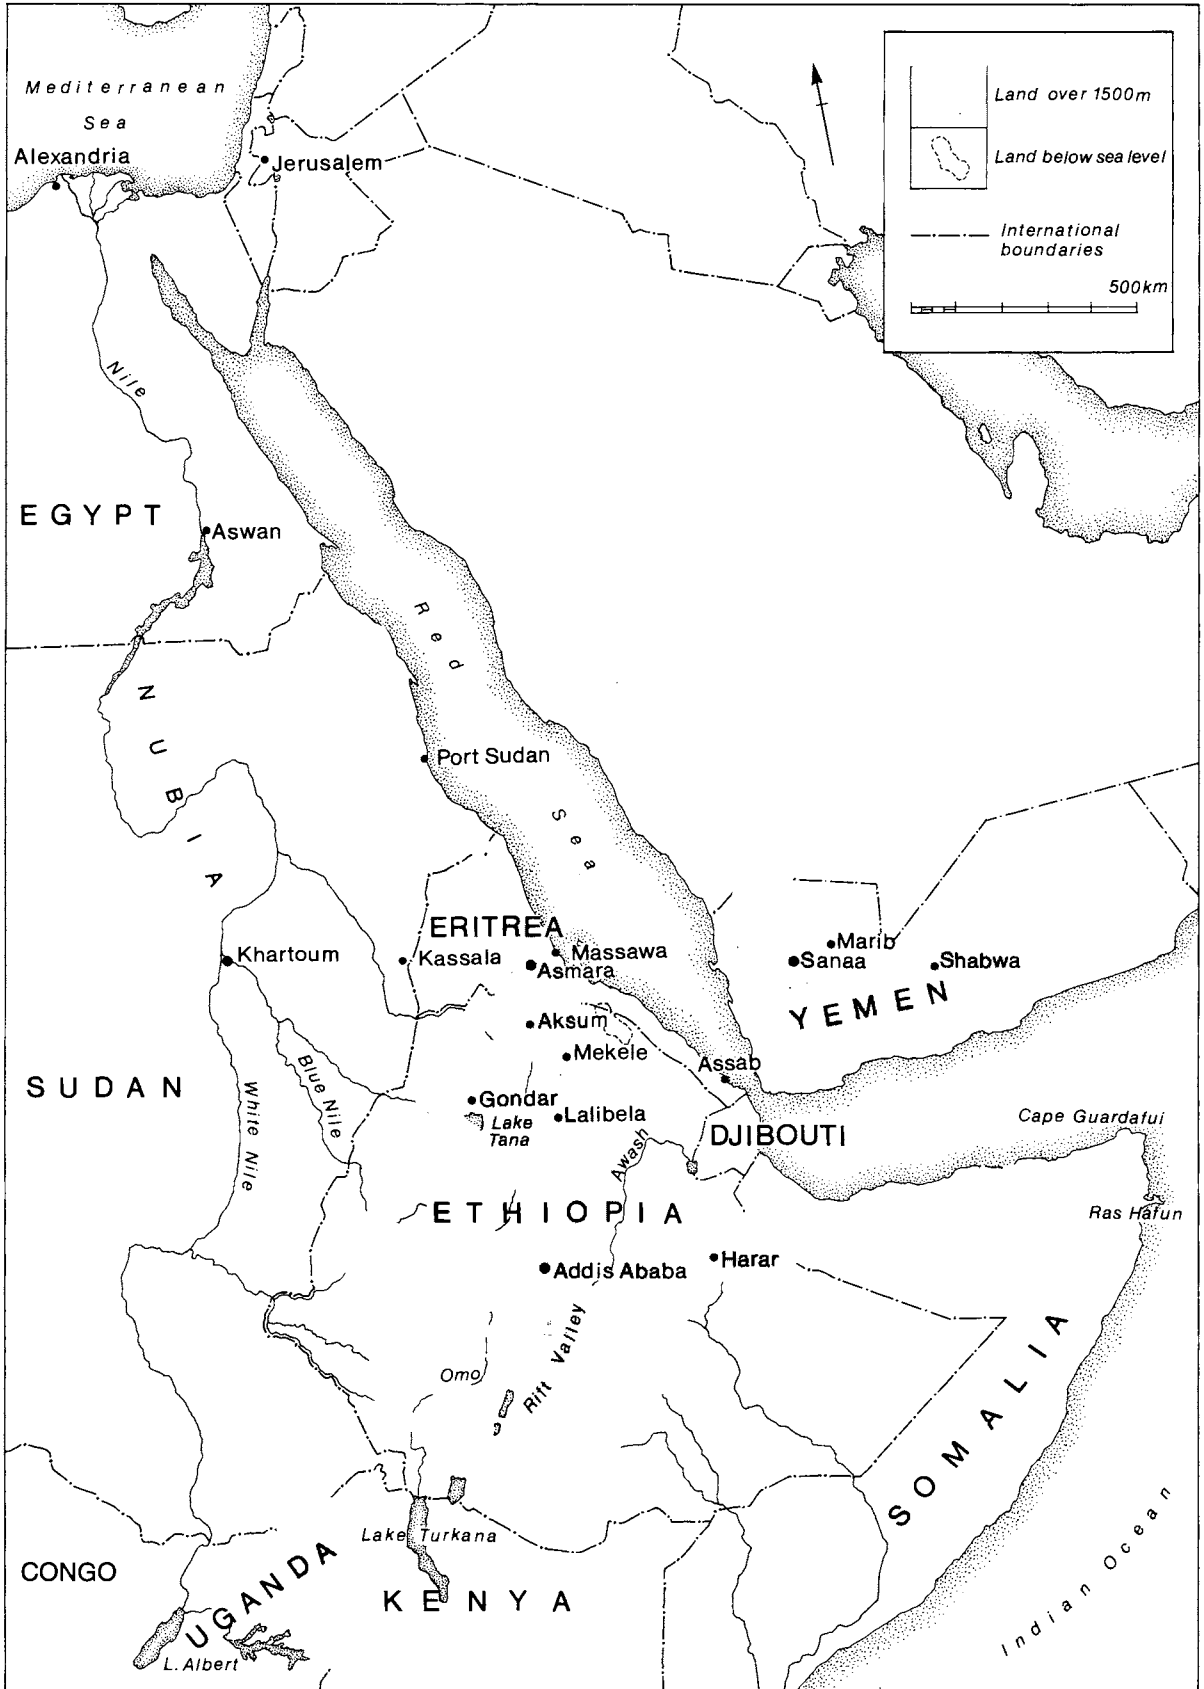 Mediterranean
Sea
Alexandria
Jerusalem
Land over 1500m
Land below sea level
International
boundaries
500km
Nile
EGYPT
Aswan
Red
Sea
NUBIA
Port Sudan
ERITREA
Khartoum
Kassala
Massawa
Asmara
Marib
Sanaa
Shabwa
YEMEN
Aksum
Mekele
Assab
SUDAN
White Nile
Blue Nile
Gondar
Lake
Tana
Lalibela
Awash
DJIBOUTI
Cape Guardafui
Ras Hafun
ETHIOPIA
Addis Ababa
Harar
Omo
Rift Valley
SOMALIA
Lake Turkana
CONGO
UGANDA
KENYA
L. Albert
Indian Ocean